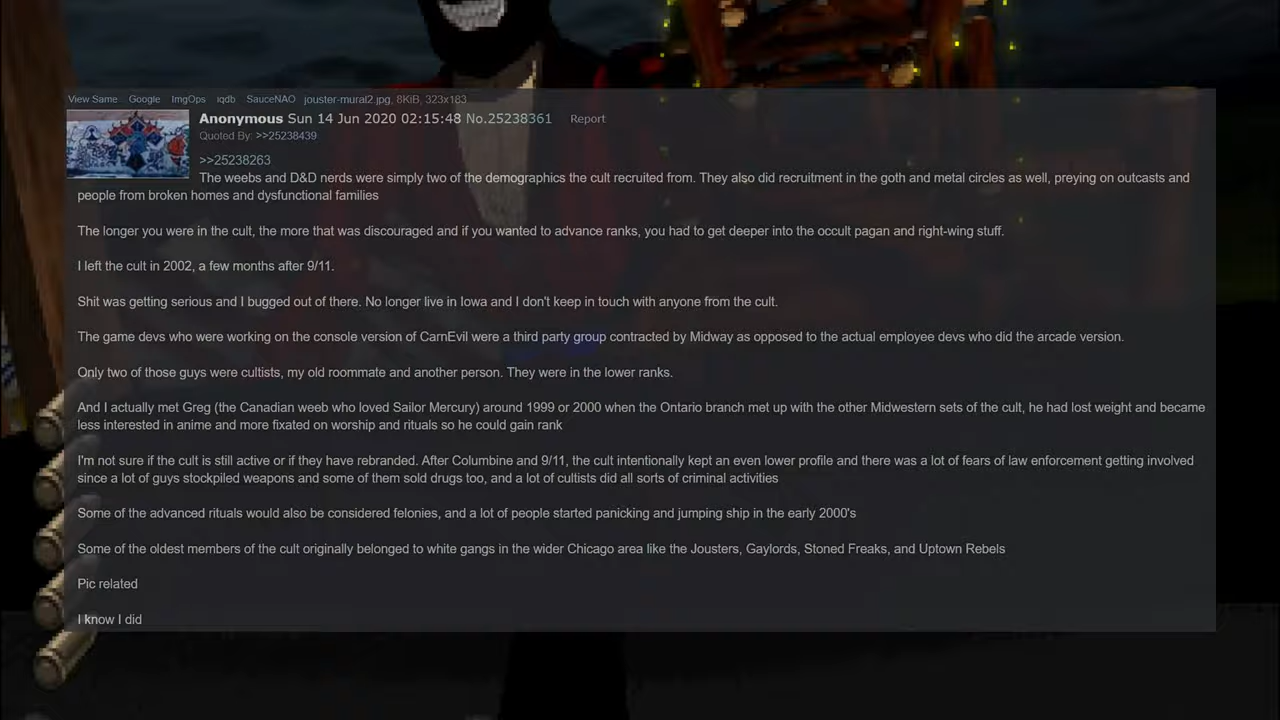 View Same Google ImgOps iqdb SauceNAO jouster-mural2.jpg, 8KiB, 323x183
Anonymous Sun 14 Jun 2020 02:15:48 No.25238361 Report
Quoted By: >>25238439
>>25238263
The weebs and D&D nerds were simply two of the demographics the cult recruited from. They also did recruitment in the goth and metal circles as well, preying on outcasts and
people from broken homes and dysfunctional families
The longer you were in the cult, the more that was discouraged and if you wanted to advance ranks, you had to get deeper into the occult pagan and right-wing stuff.
I left the cult in 2002, a few months after 9/11.
Shit was getting serious and I bugged out of there. No longer live in Iowa and I don't keep in touch with anyone from the cult.
The game devs who were working on the console version of CarnEvil were a third party group contracted by Midway as opposed to the actual employee devs who did the arcade version.
Only two of those guys were cultists, my old roommate and another person. They were in the lower ranks.
And I actually met Greg (the Canadian weeb who loved Sailor Mercury) around 1999 or 2000 when the Ontario branch met up with the other Midwestern sets of the cult, he had lost weight and became
less interested in anime and more fixated on worship and rituals so he could gain rank
I'm not sure if the cult is still active or if they have rebranded. After Columbine and 9/11, the cult intentionally kept an even lower profile and there was a lot of fears of law enforcement getting involved
since a lot of guys stockpiled weapons and some of them sold drugs too, and a lot of cultists did all sorts of criminal activities
Some of the advanced rituals would also be considered felonies, and a lot of people started panicking and jumping ship in the early 2000's
Some of the oldest members of the cult originally belonged to white gangs in the wider Chicago area like the Jousters, Gaylords, Stoned Freaks, and Uptown Rebels
Pic related
I know I did